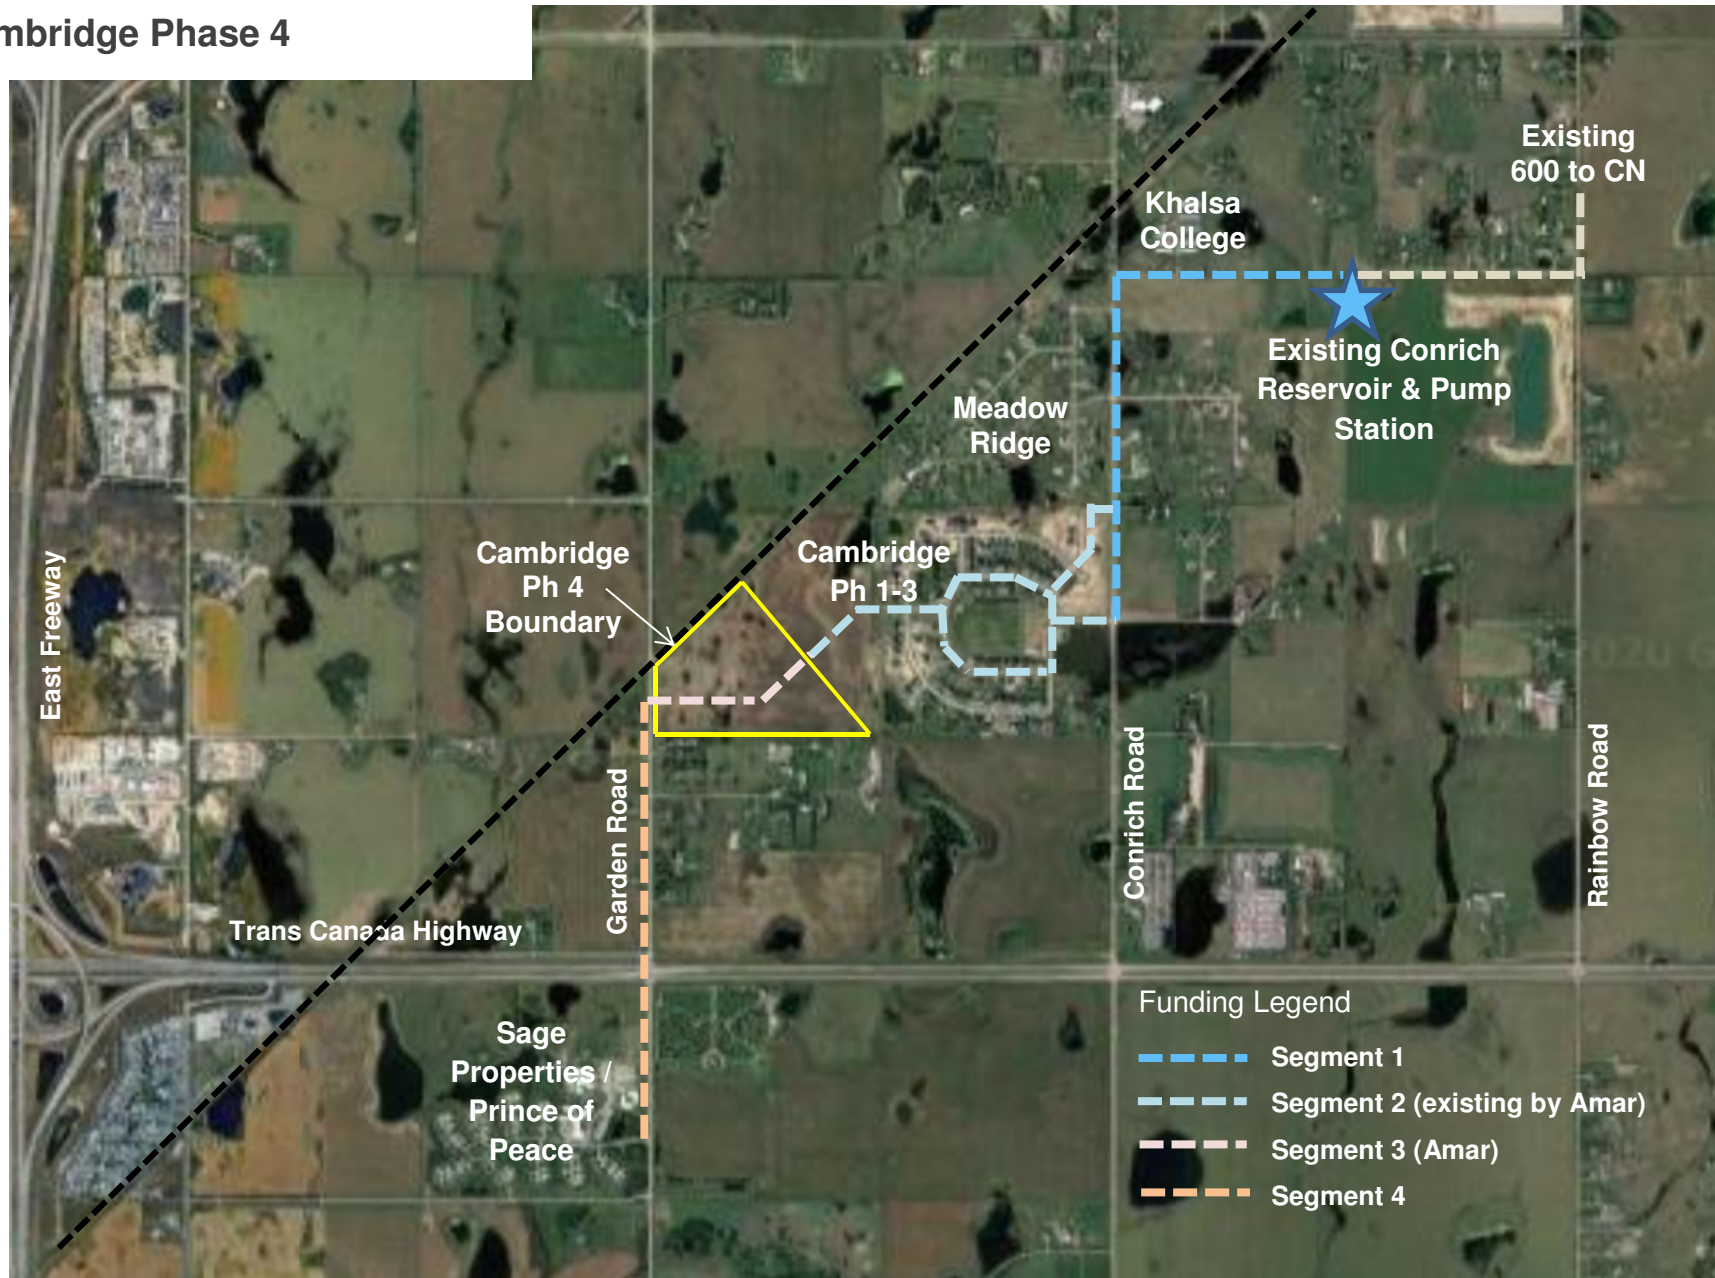 mbridge Phase 4
Existing
600 to CN
Khalsa
College
Existing Conrich
Reservoir & Pump
Station
Meadow
Ridge
Cambridge
Ph 4
Boundary
Cambridge
Ph 1-3
East Freeway
Garden Road
Conrich Road
Rainbow Road
Trans Canada Highway
Sage
Properties /
Prince of
Peace
Funding Legend
Segment 1
Segment 2 (existing by Amar)
Segment 3 (Amar)
Segment 4